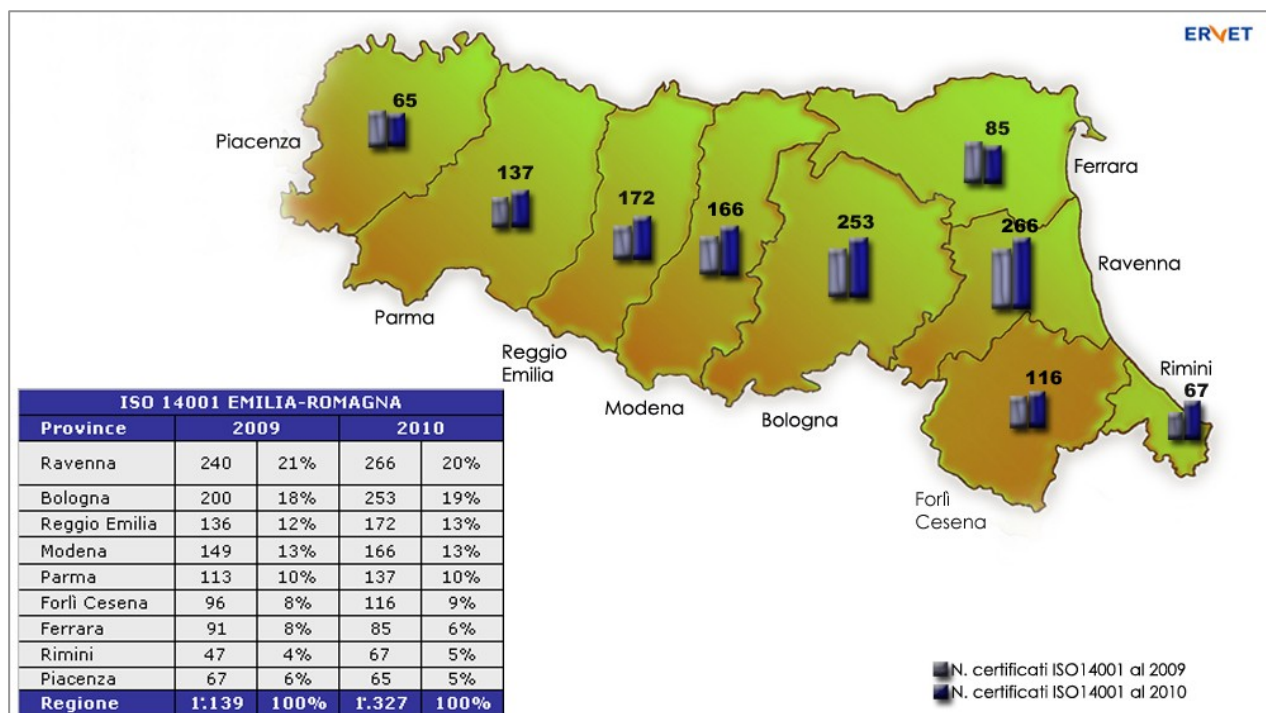 ERVET
65
Piacenza
85
Ferrara
137
172
166
253
266
Ravenna
Parma
Reggio
Emilia
Modena
Bologna
116
Rimini
67
Forlì
Cesena
ISO 14001 EMILIA-ROMAGNA
Province 2009 2010
Ravenna 240 21% 266 20%
Bologna 200 18% 253 19%
Reggio Emilia 136 12% 172 13%
Modena 149 13% 166 13%
Parma 113 10% 137 10%
Forlì Cesena 96 8% 116 9%
Ferrara 91 8% 85 6%
Rimini 47 4% 67 5%
Piacenza 67 6% 65 5%
Regione 1'.139 100% 1'.327 100%
N. certificati ISO14001 al 2009
N. certificati ISO14001 al 2010